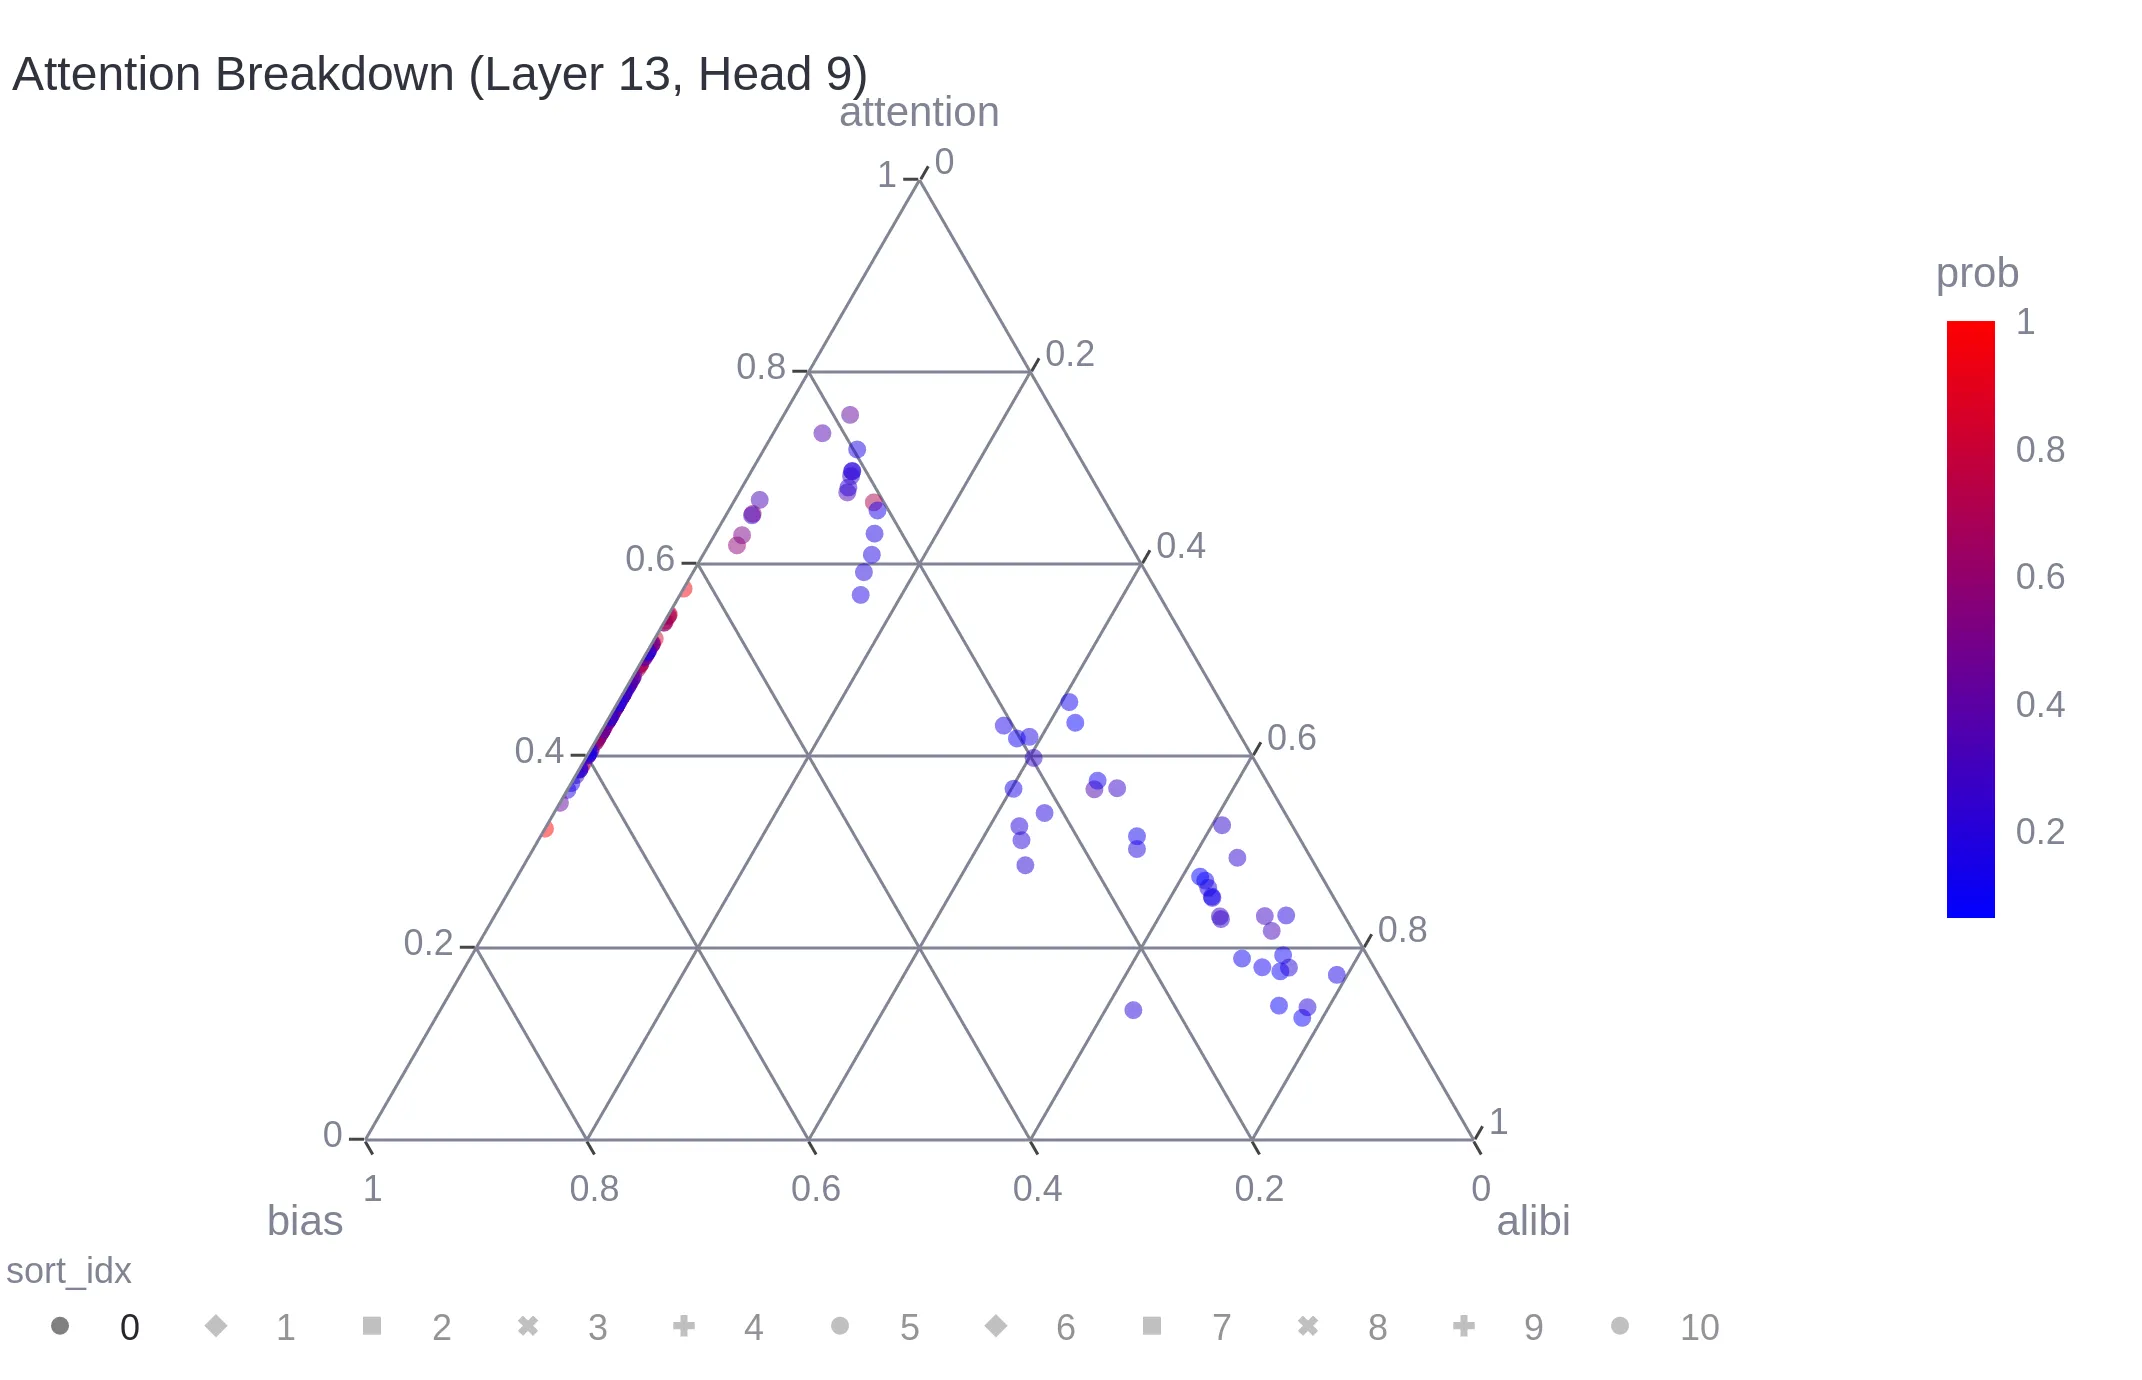 Attention Breakdown (Layer 13, Head 9)
attention
1 0
0.8 0.2
0.6 0.4
0.4 0.6
0.2 0.8
0 1
1 0.8 0.6 0.4 0.2 0
bias alibi
prob
1
0.8
0.6
0.4
0.2
sort_idx
0 1 2 3 4 5 6 7 8 9 10